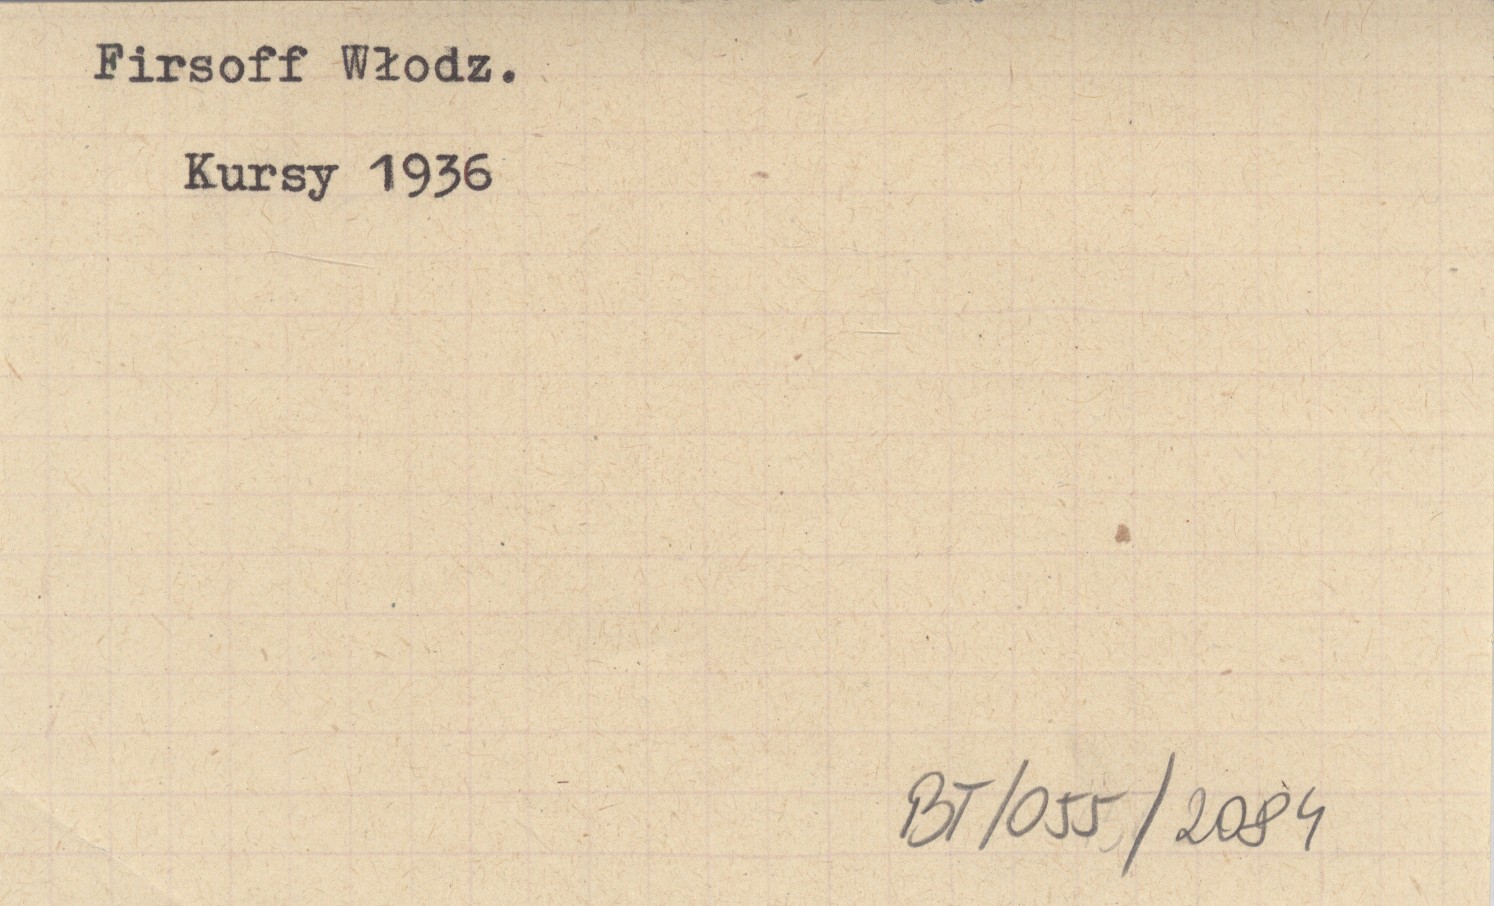 Firsoff Włodz.
Kursy 1936
BT/055/2084